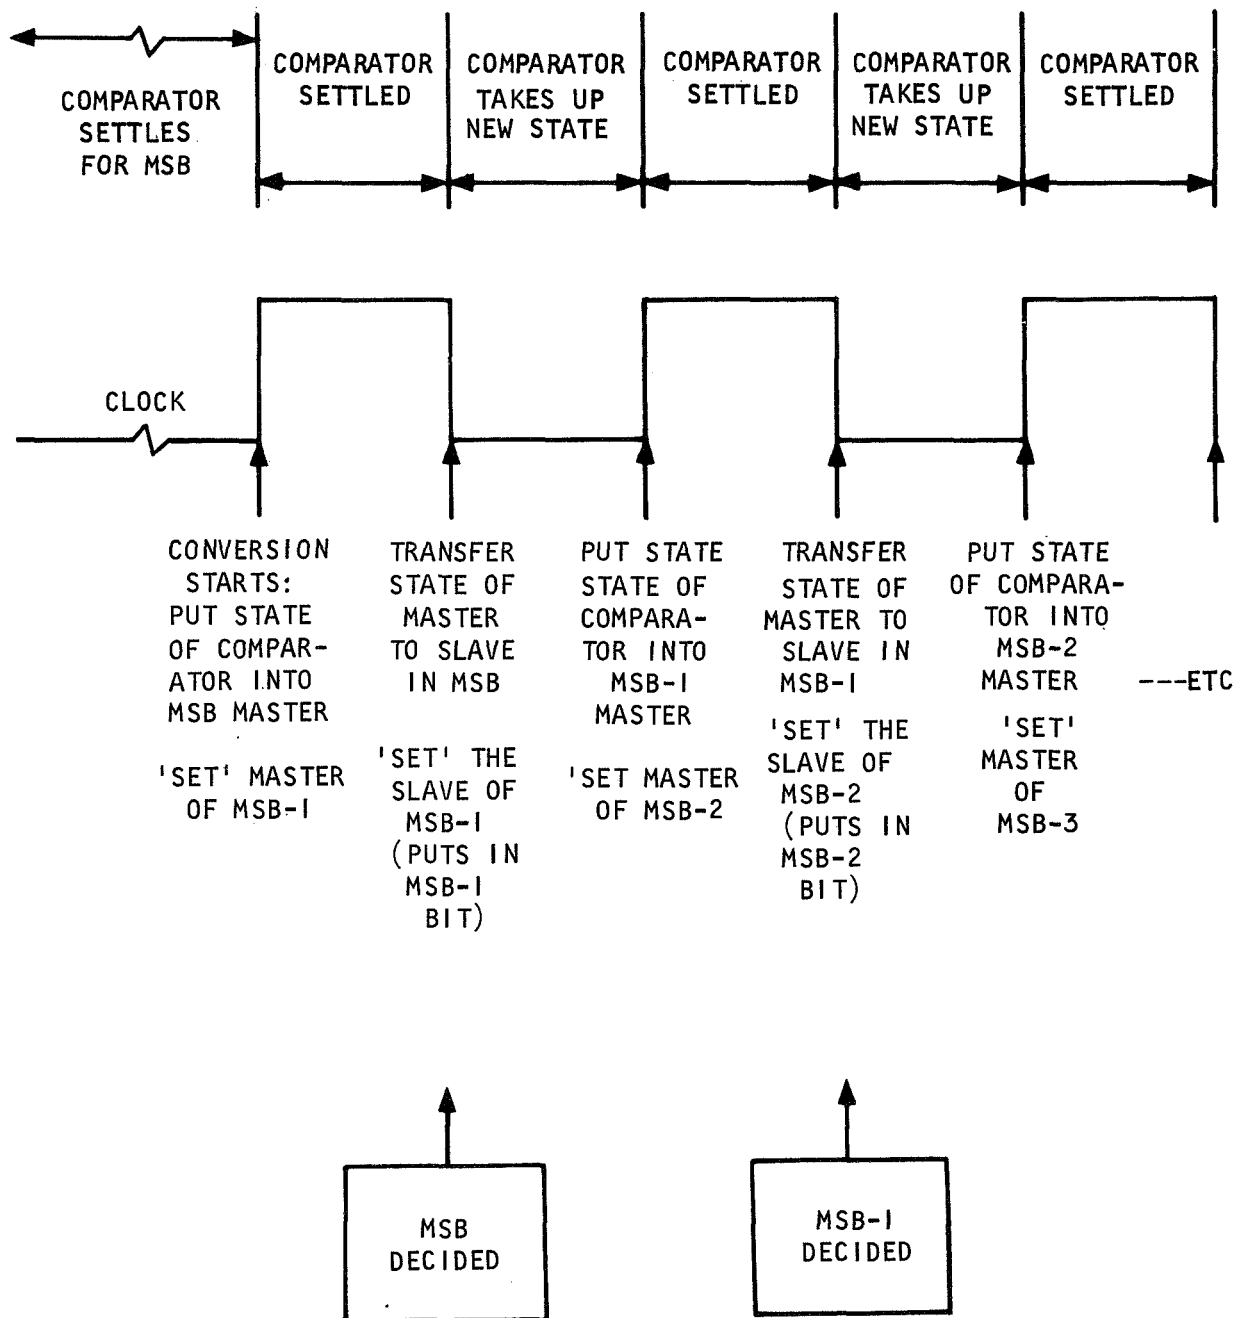 COMPARATOR
SETTLES
FOR MSB
COMPARATOR
SETTLED
COMPARATOR
TAKES UP
NEW STATE
COMPARATOR
SETTLED
COMPARATOR
TAKES UP
NEW STATE
COMPARATOR
SETTLED
CLOCK
CONVERSION
STARTS:
PUT STATE
OF COMPAR-
ATOR INTO
MSB MASTER
'SET' MASTER
OF MSB-1
TRANSFER
STATE OF
MASTER
TO SLAVE
IN MSB
'SET' THE
SLAVE OF
MSB-1
(PUTS IN
MSB-1
BIT)
PUT STATE
STATE OF
COMPARA-
TOR INTO
MSB-1
MASTER
'SET MASTER
OF MSB-2
TRANSFER
STATE OF
MASTER TO
SLAVE IN
MSB-1
'SET' THE
SLAVE OF
MSB-2
(PUTS IN
MSB-2
BIT)
PUT STATE
OF COMPARA-
TOR INTO
MSB-2
MASTER
'SET'
MASTER
OF
MSB-3
---ETC
MSB
DECIDED
MSB-1
DECIDED